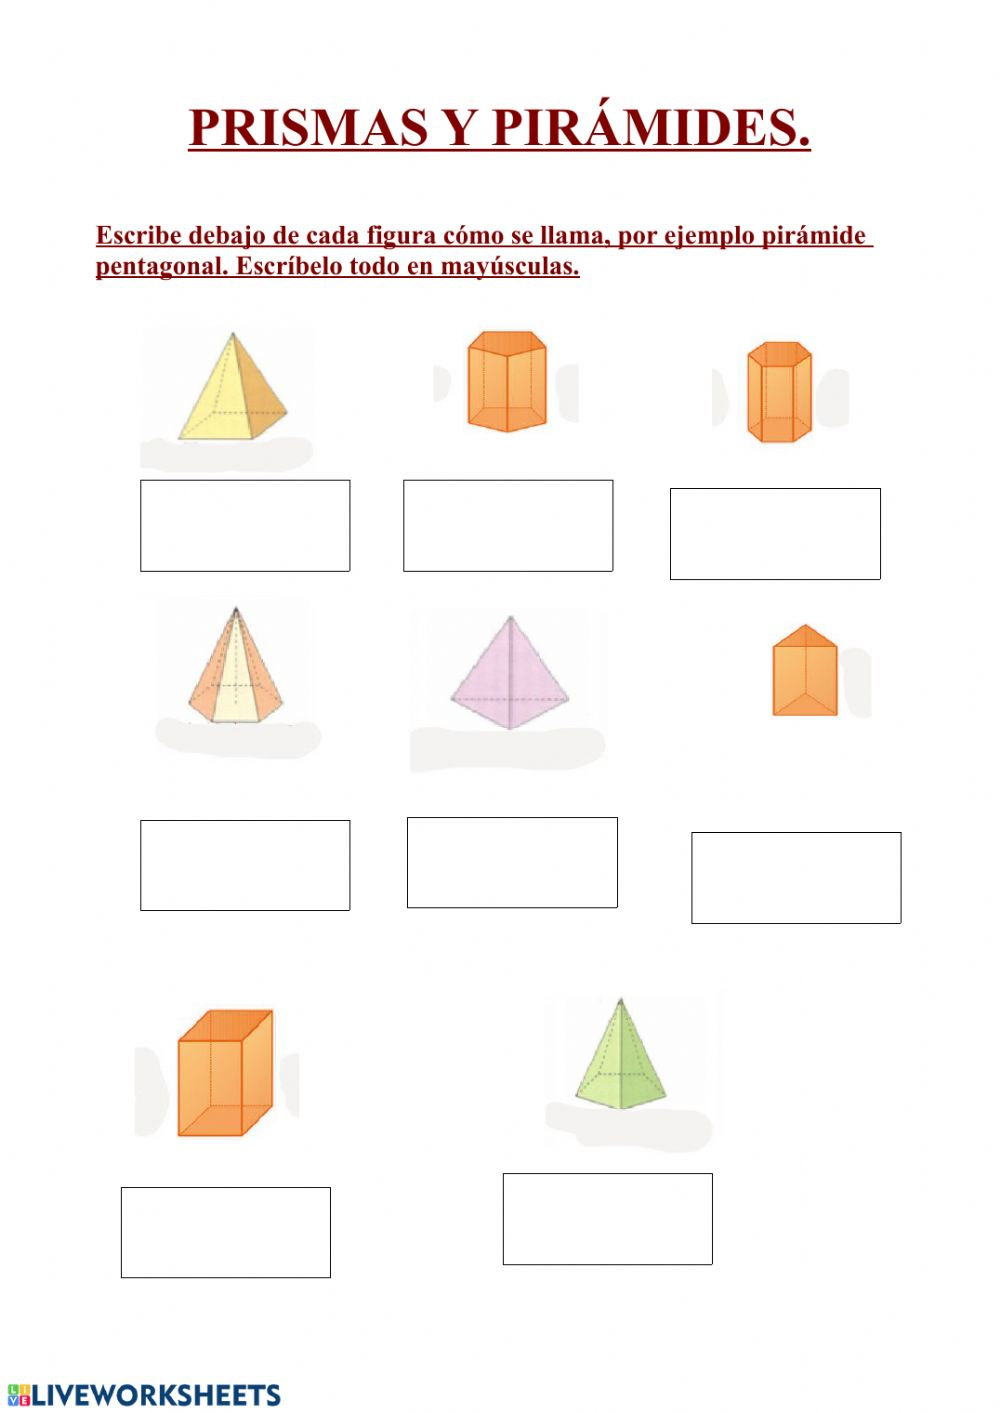 PRISMAS Y PIRÁMIDES.
Escribe debajo de cada figura cómo se llama, por ejemplo pirámide
pentagonal. Escríbelo todo en mayúsculas.
LIVE LIVEWORKSHEETS